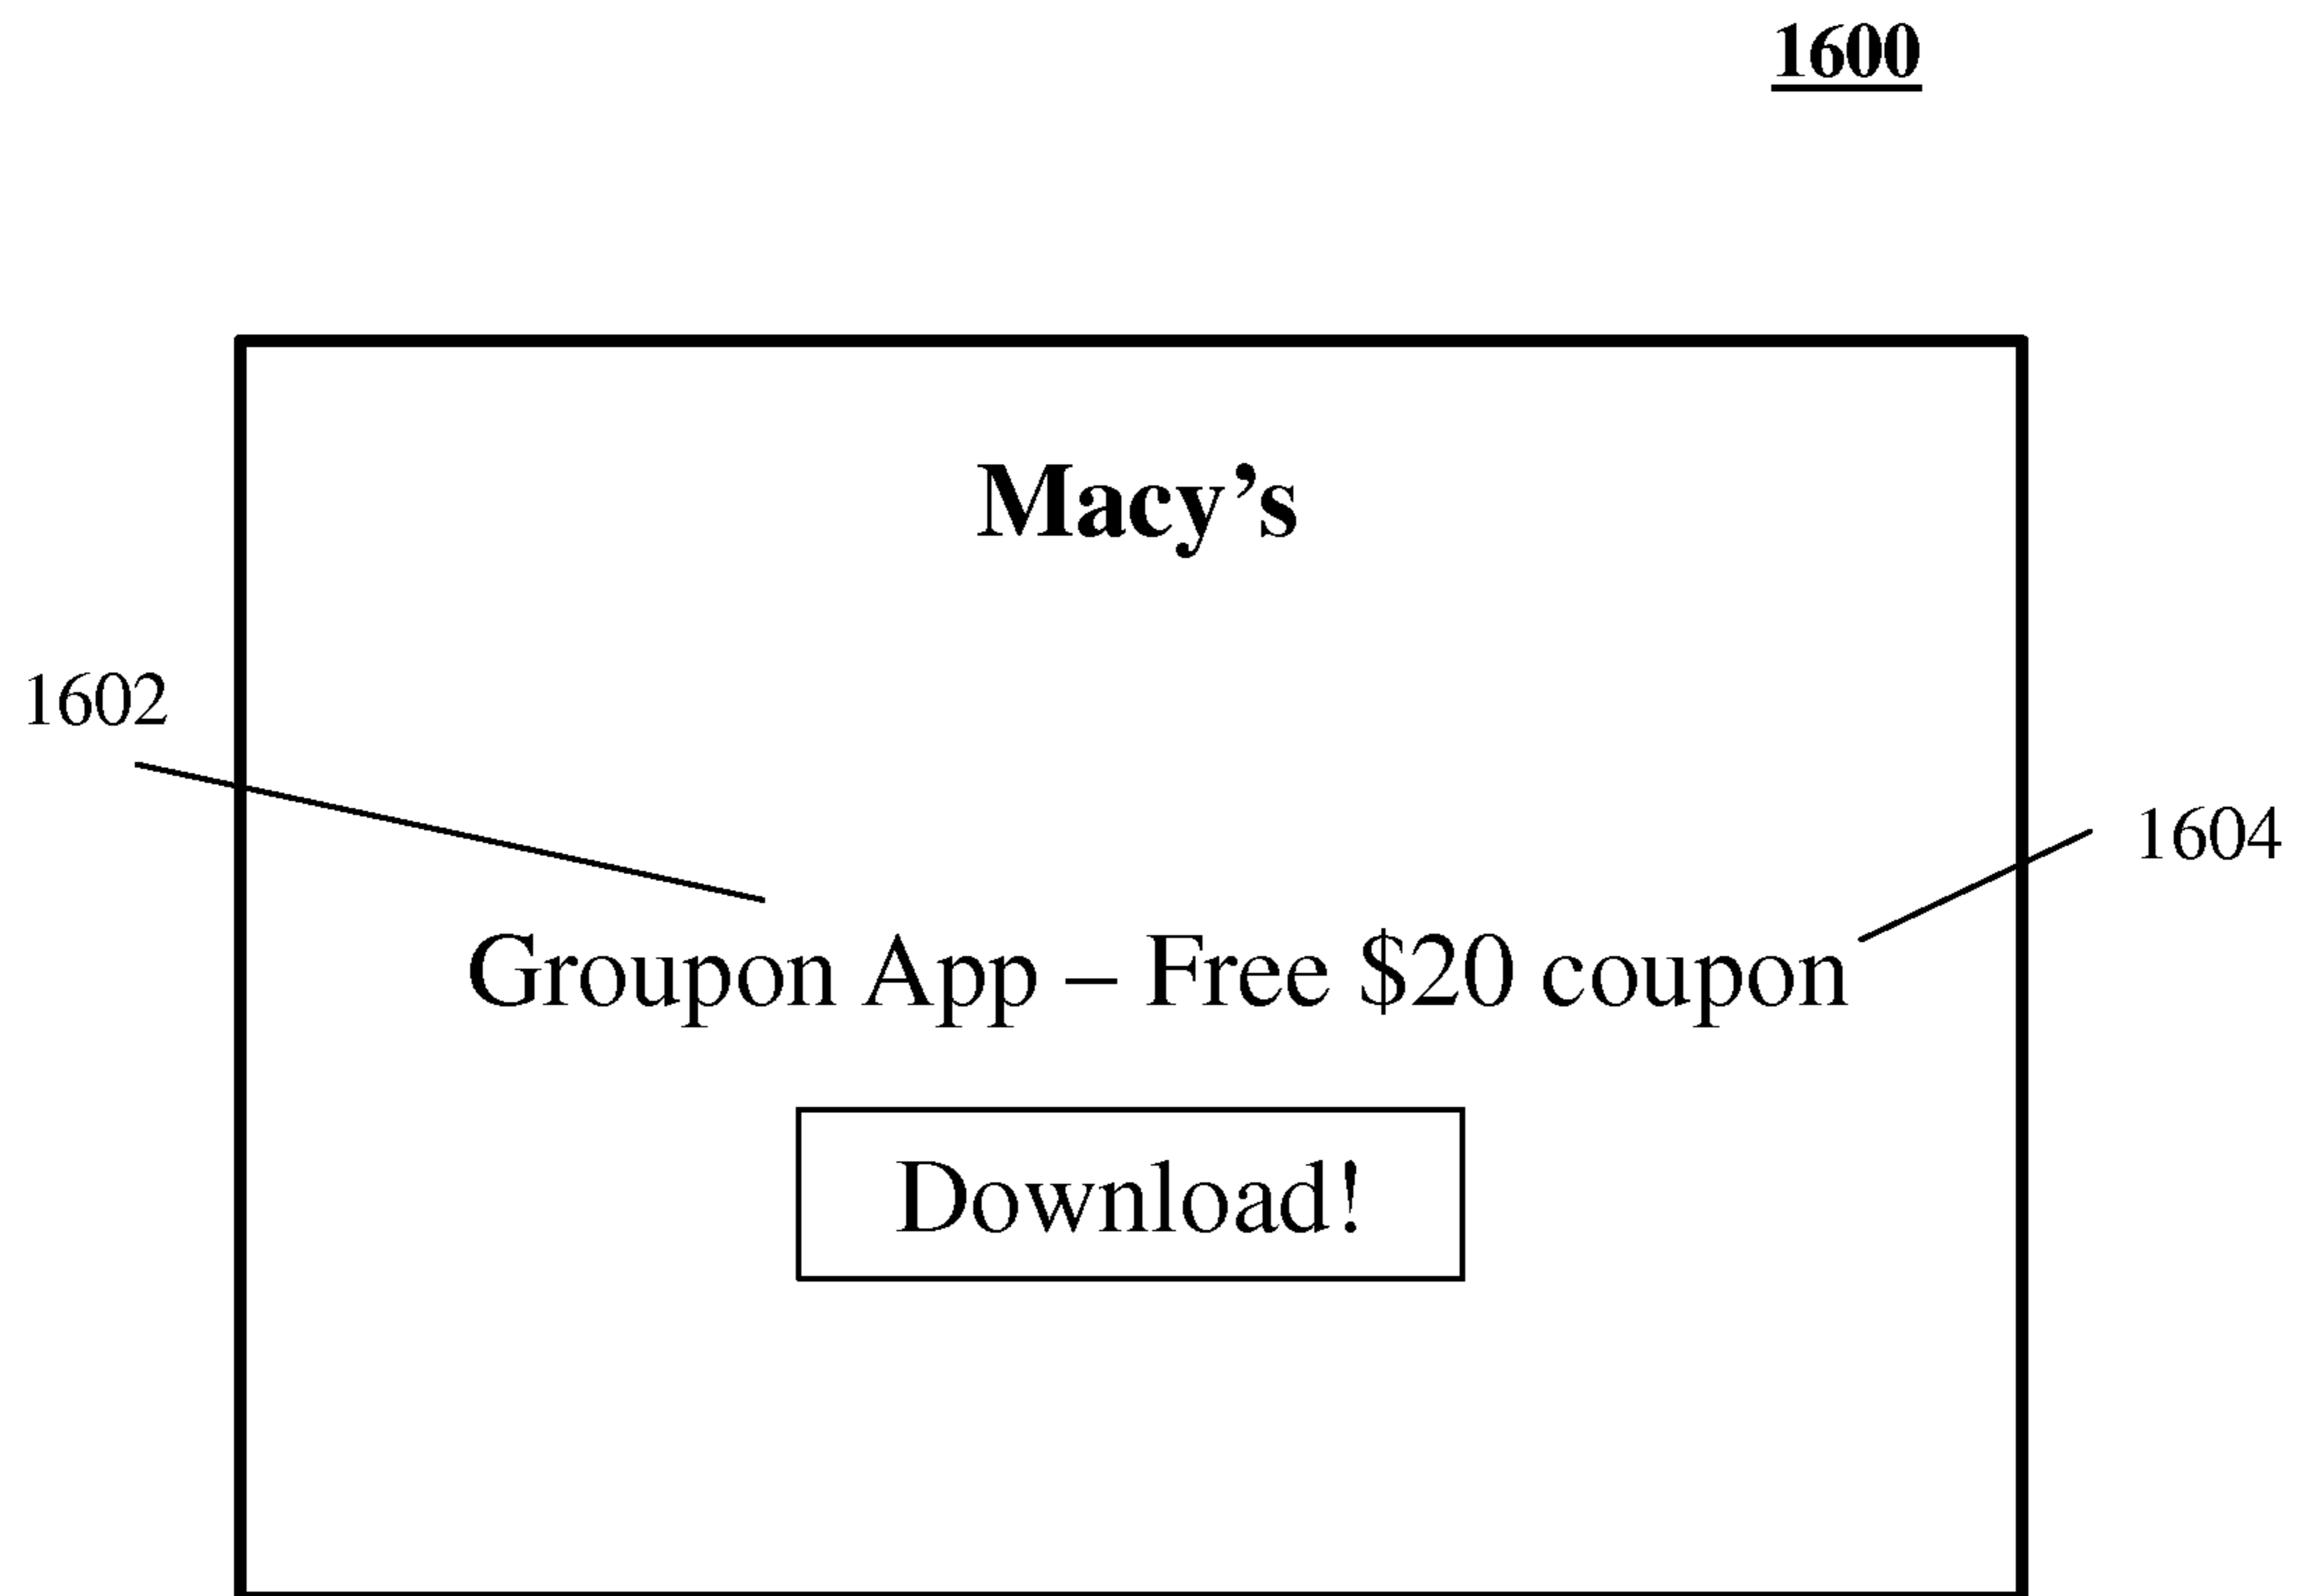 1600
Macy’s
1602
1604
Groupon App – Free $20 coupon
Download!